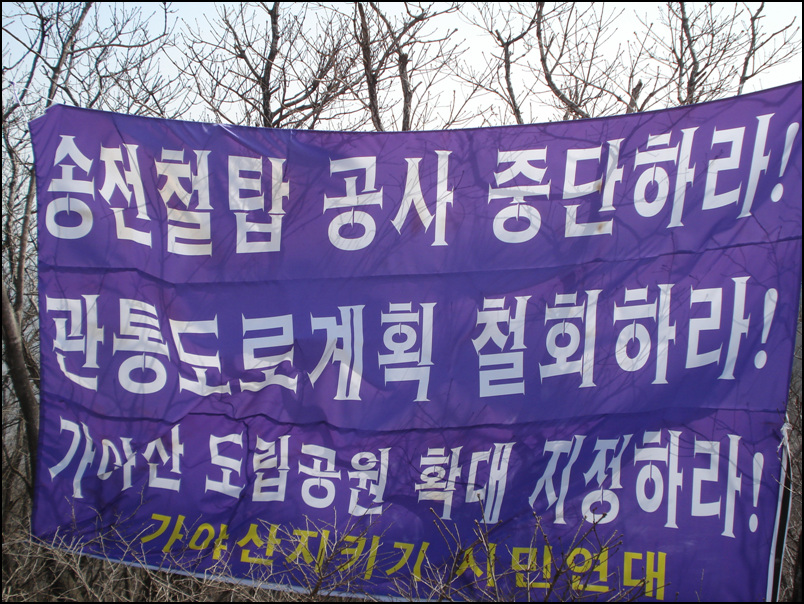 송전철탑 공사 중단하라!
관통도로계획 철회하라!
가야산 도립공원 확대 지정하라!
가야산지키기 시민연대